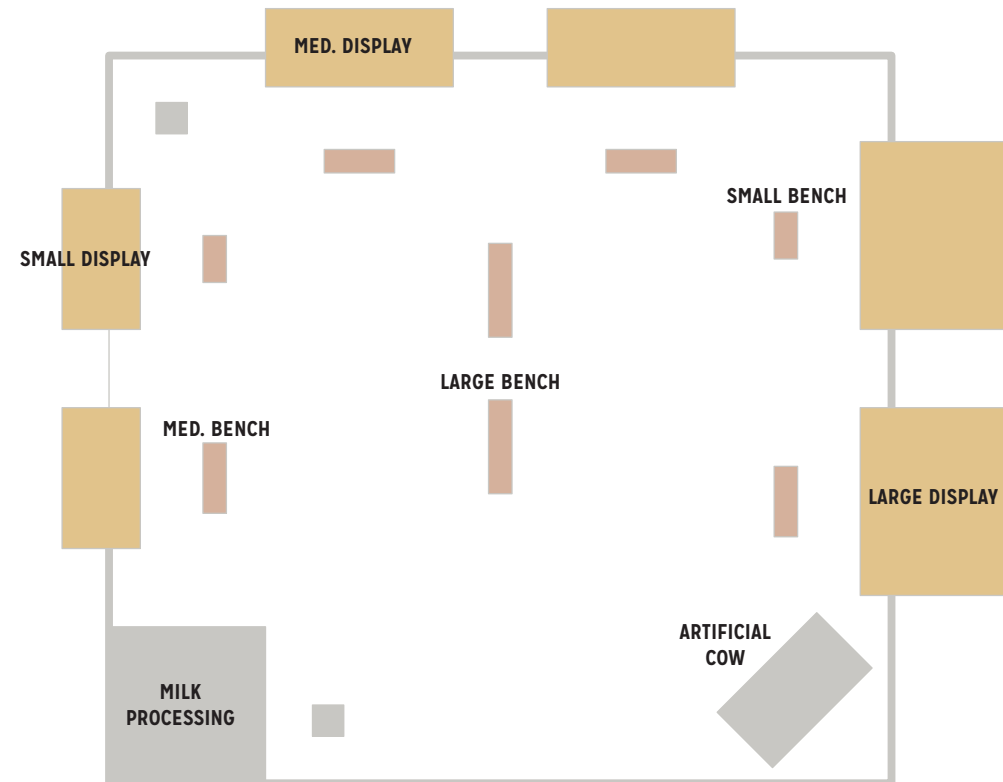 MED. DISPLAY
SMALL BENCH
SMALL DISPLAY
LARGE BENCH
MED. BENCH
LARGE DISPLAY
ARTIFICIAL
COW
MILK
PROCESSING